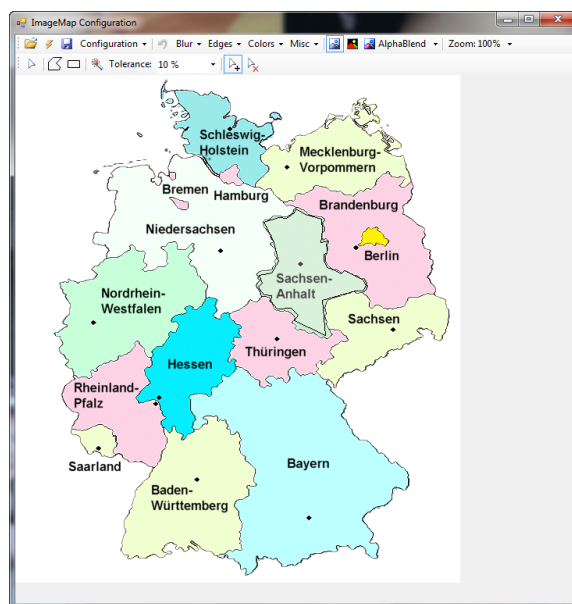 ImageMap Configuration
Configuration Blur Edges Colors Misc AlphaBlend Zoom: 100%
Tolerance: 10 %
Schleswig-
Holstein
Mecklenburg-
Vorpommern
Bremen
Hamburg
Brandenburg
Niedersachsen
Berlin
Sachsen-
Anhalt
Nordrhein-
Westfalen
Sachsen
Thüringen
Hessen
Rheinland-
Pfalz
Saarland
Bayern
Baden-
Württemberg